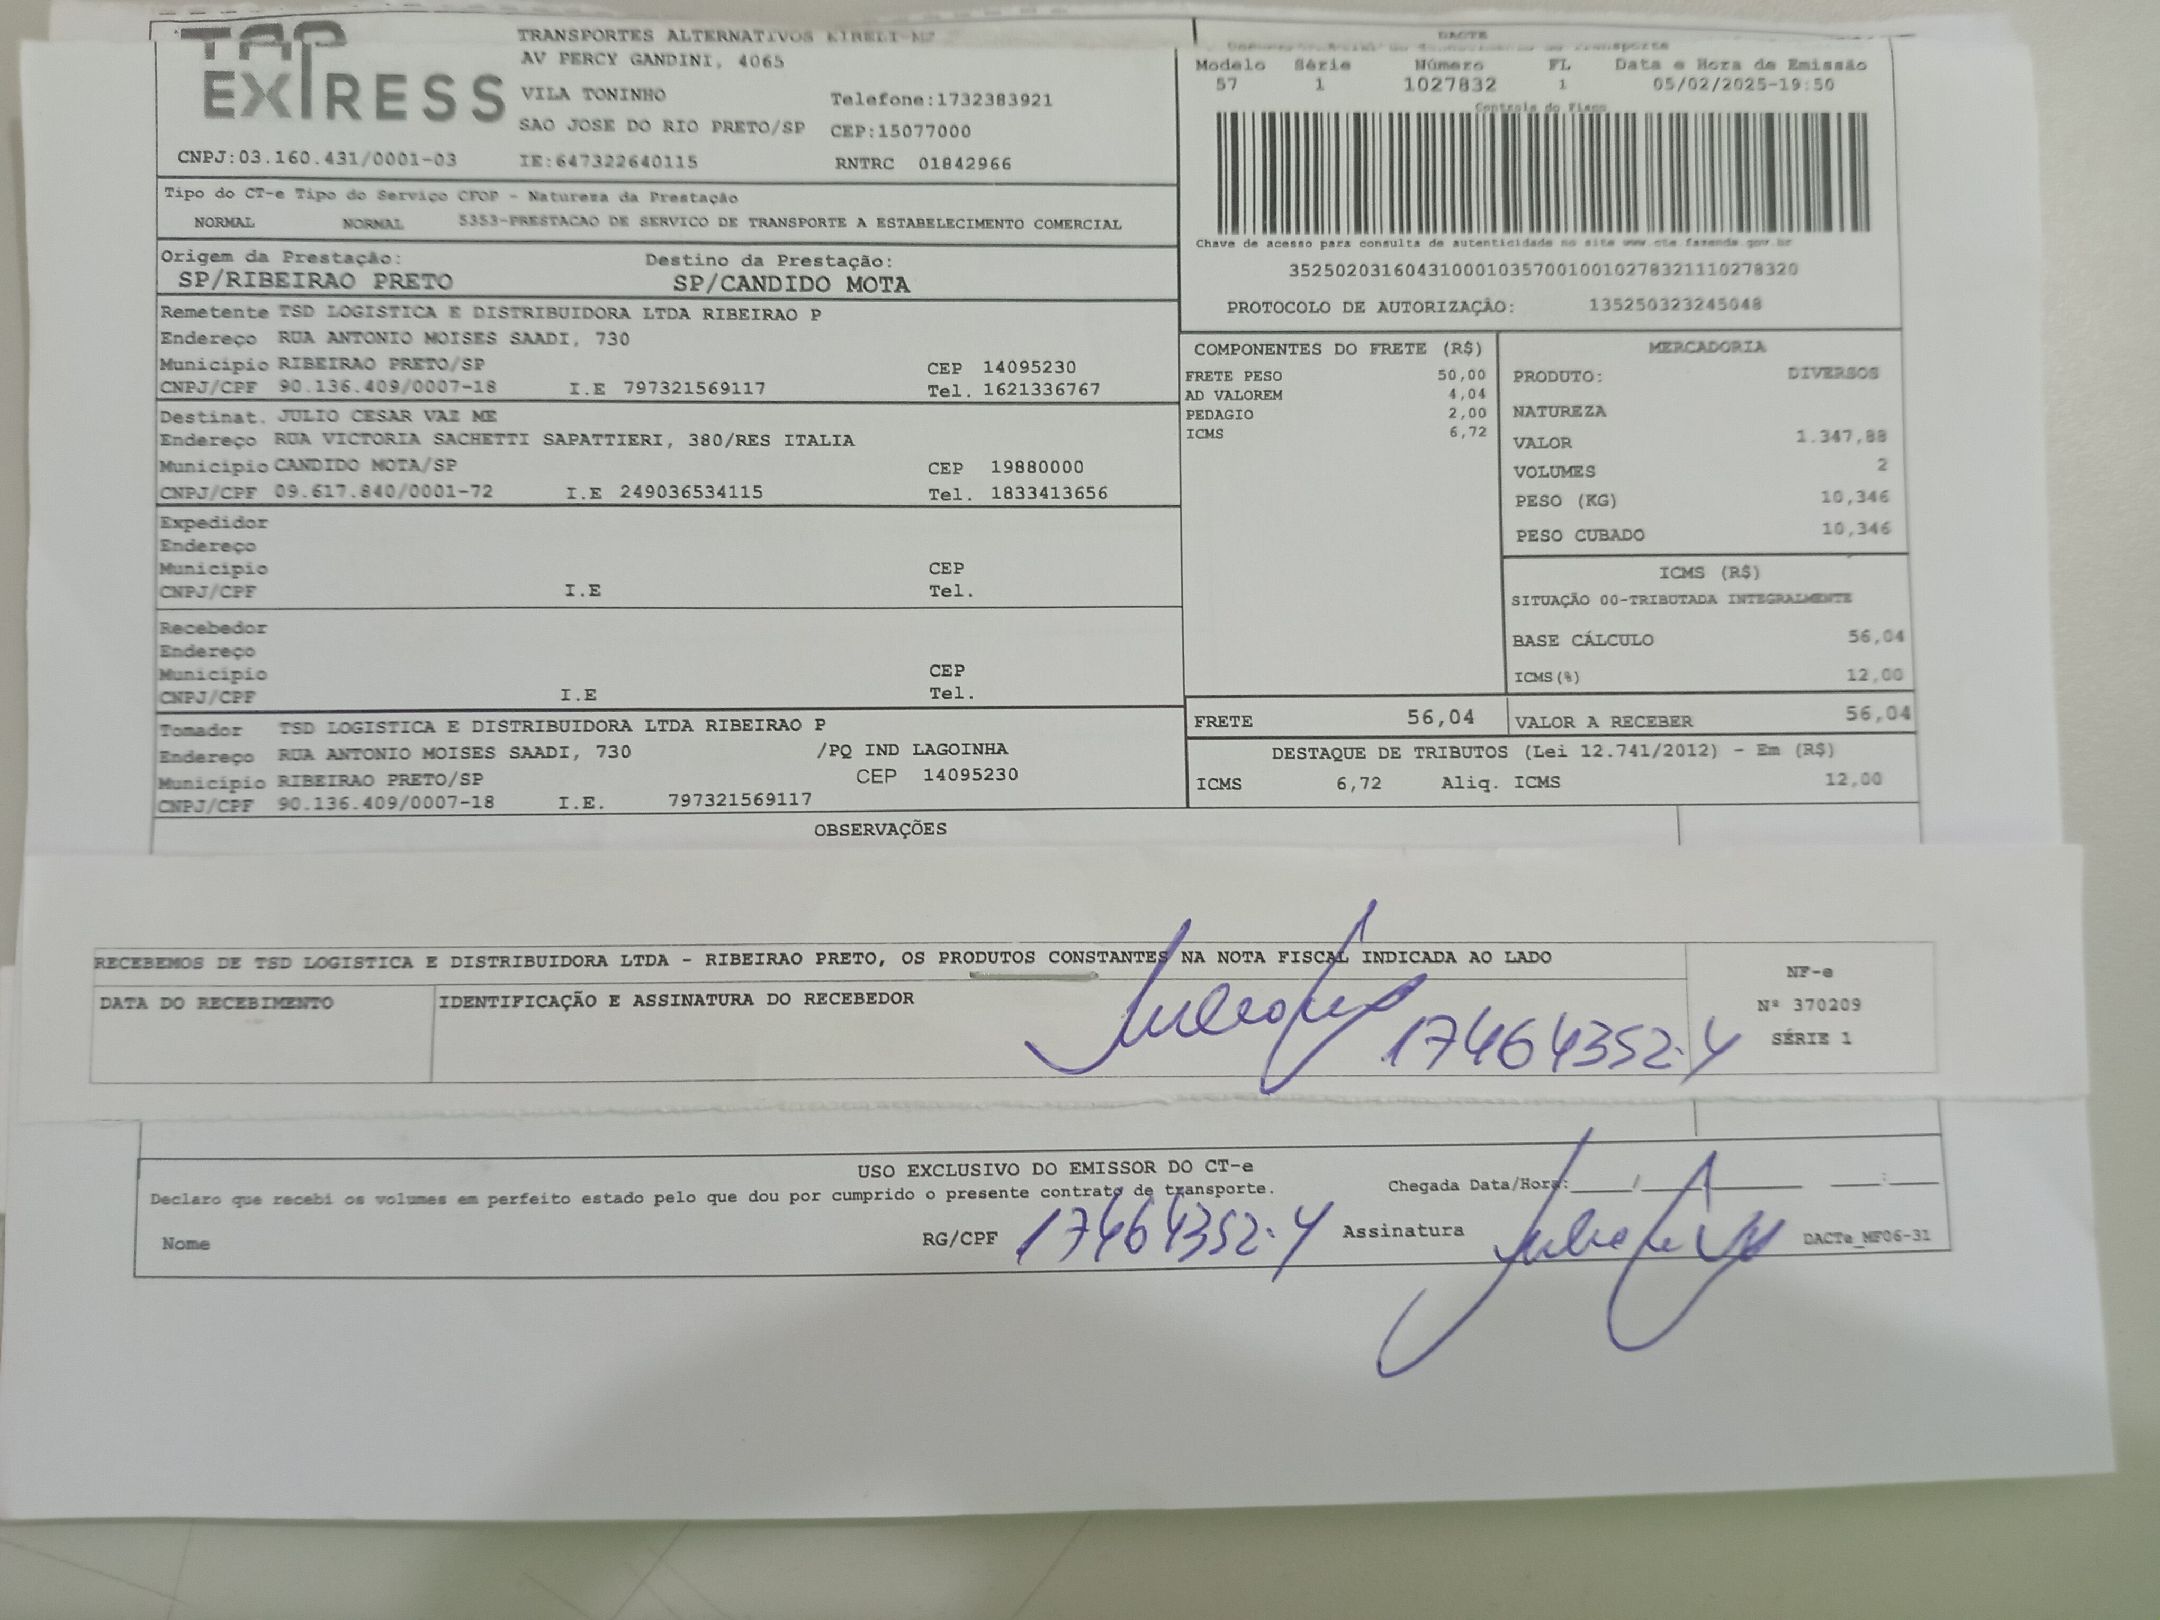 TAP
EXPRESS
TRANSPORTES ALTERNATIVOS EIRELI-ME
AV PERCY GANDINI, 4065
VILA TONINHO Telefone:1732383921
SAO JOSE DO RIO PRETO/SP CEP:15077000
CNPJ:03.160.431/0001-03 IE:647322640115 RNTRC 01842966
DACTE
Modelo Série Número FL Data e Hora de Emissão
57 1 1027832 1 05/02/2025-19:50
Controle do Fisco
Chave de acesso para consulta de autenticidade no site www.cte.fazenda.gov.br
35250203160431000103570010010278321110278320
PROTOCOLO DE AUTORIZAÇÃO: 135250323245048
Tipo do CT-e Tipo do Serviço CFOP - Natureza da Prestação
NORMAL NORMAL 5353-PRESTACAO DE SERVICO DE TRANSPORTE A ESTABELECIMENTO COMERCIAL
Origem da Prestação: Destino da Prestação:
SP/RIBEIRAO PRETO SP/CANDIDO MOTA
Remetente TSD LOGISTICA E DISTRIBUIDORA LTDA RIBEIRAO P
Endereço RUA ANTONIO MOISES SAADI, 730
Município RIBEIRAO PRETO/SP CEP 14095230
CNPJ/CPF 90.136.409/0007-18 I.E 797321569117 Tel. 1621336767
Destinat. JULIO CESAR VAZ ME
Endereço RUA VICTORIA SACHETTI SAPATTIERI, 380/RES ITALIA
Município CANDIDO MOTA/SP CEP 19880000
CNPJ/CPF 09.617.840/0001-72 I.E 249036534115 Tel. 1833413656
Expedidor
Endereço
Município CEP
CNPJ/CPF I.E Tel.
Recebedor
Endereço
Município CEP
CNPJ/CPF I.E Tel.
Tomador TSD LOGISTICA E DISTRIBUIDORA LTDA RIBEIRAO P
Endereço RUA ANTONIO MOISES SAADI, 730 /PQ IND LAGOINHA
Município RIBEIRAO PRETO/SP CEP 14095230
CNPJ/CPF 90.136.409/0007-18 I.E. 797321569117
COMPONENTES DO FRETE (R$)
FRETE PESO 50,00
AD VALOREM 4,04
PEDAGIO 2,00
ICMS 6,72
MERCADORIA
PRODUTO: DIVERSOS
NATUREZA
VALOR 1.347,88
VOLUMES 2
PESO (KG) 10,346
PESO CUBADO 10,346
ICMS (R$)
SITUAÇÃO 00-TRIBUTADA INTEGRALMENTE
BASE CÁLCULO 56,04
ICMS(%) 12,00
FRETE 56,04 VALOR A RECEBER 56,04
DESTAQUE DE TRIBUTOS (Lei 12.741/2012) - Em (R$)
ICMS 6,72 Aliq. ICMS 12,00
OBSERVAÇÕES
RECEBEMOS DE TSD LOGISTICA E DISTRIBUIDORA LTDA - RIBEIRAO PRETO, OS PRODUTOS CONSTANTES NA NOTA FISCAL INDICADA AO LADO
DATA DO RECEBIMENTO IDENTIFICAÇÃO E ASSINATURA DO RECEBEDOR
17464352-4
NF-e
Nº 370209
SÉRIE 1
USO EXCLUSIVO DO EMISSOR DO CT-e
Declaro que recebi os volumes em perfeito estado pelo que dou por cumprido o presente contrato de transporte. Chegada Data/Hora:____/____ ____:____
Nome RG/CPF 17464352-4 Assinatura DACTe_MF06-31